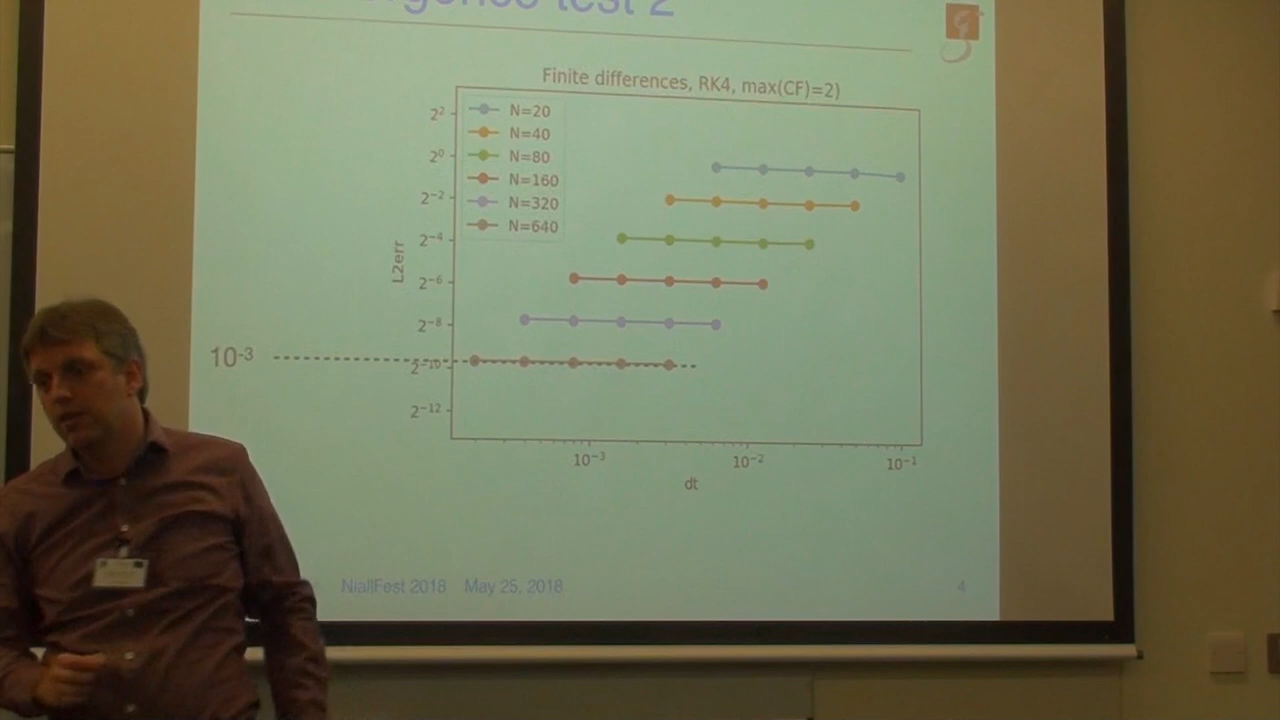 test 2
Finite differences, RK4, max(CF)=2)
N=20
N=40
N=80
N=160
N=320
N=640
2²
2⁰
2⁻²
2⁻⁴
2⁻⁶
2⁻⁸
2⁻¹⁰
2⁻¹²
L2err
10⁻³
10⁻³
10⁻²
10⁻¹
dt
NiallFest 2018 May 25, 2018
4